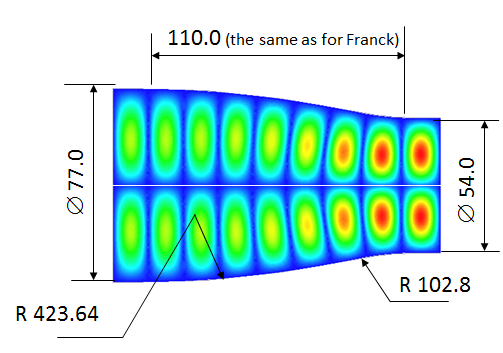 110.0 (the same as for Franck)
∅ 77.0
∅ 54.0
R 102.8
R 423.64